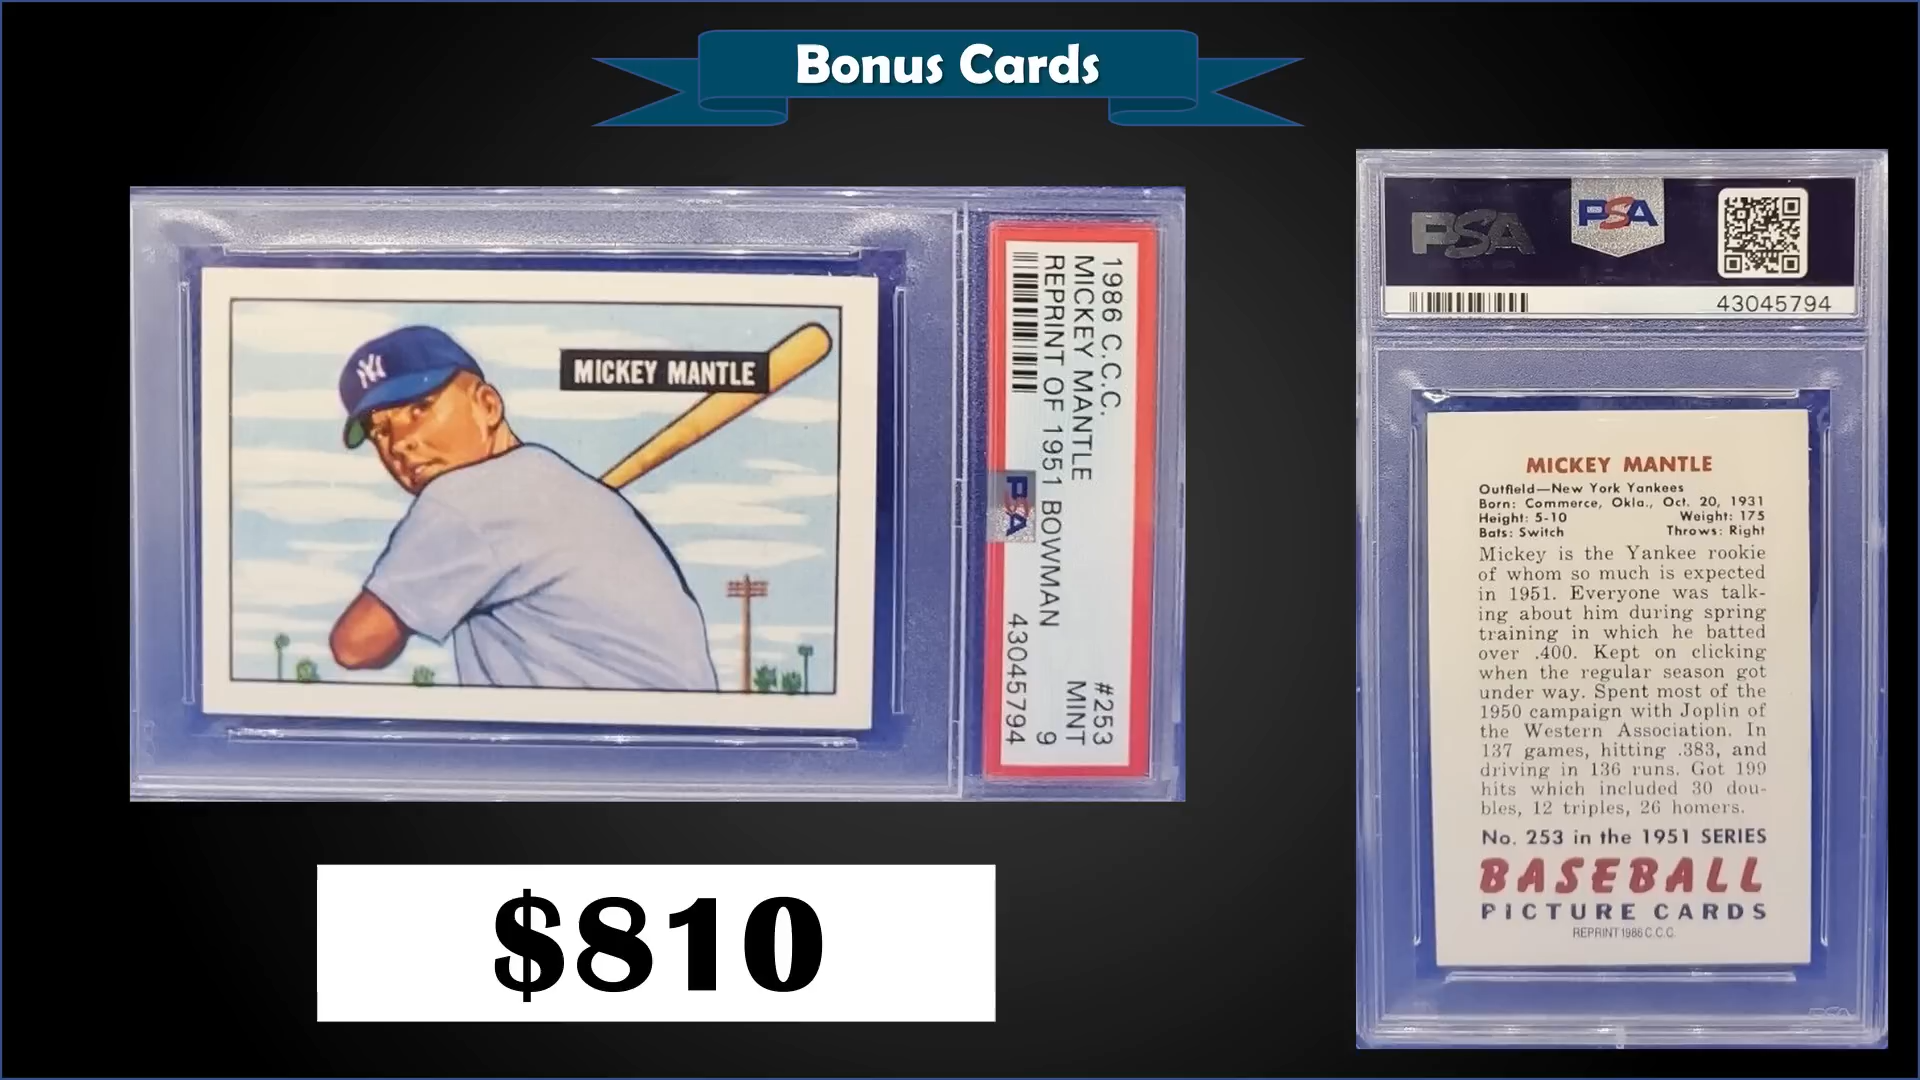 Bonus Cards
MICKEY MANTLE
1986 C.C.C. #253
MICKEY MANTLE MINT
REPRINT OF 1951 BOWMAN 9
43045794
PSA
$810
PSA
PSA
43045794
MICKEY MANTLE
Outfield—New York Yankees
Born: Commerce, Okla., Oct. 20, 1931
Height: 5-10 Weight: 175
Bats: Switch Throws: Right
Mickey is the Yankee rookie
of whom so much is expected
in 1951. Everyone was talk-
ing about him during spring
training in which he batted
over .400. Kept on clicking
when the regular season got
under way. Spent most of the
1950 campaign with Joplin of
the Western Association. In
137 games, hitting .383, and
driving in 136 runs. Got 199
hits which included 30 dou-
bles, 12 triples, 26 homers.
No. 253 in the 1951 SERIES
BASEBALL
PICTURE CARDS
REPRINT 1986 C.C.C.
PSA